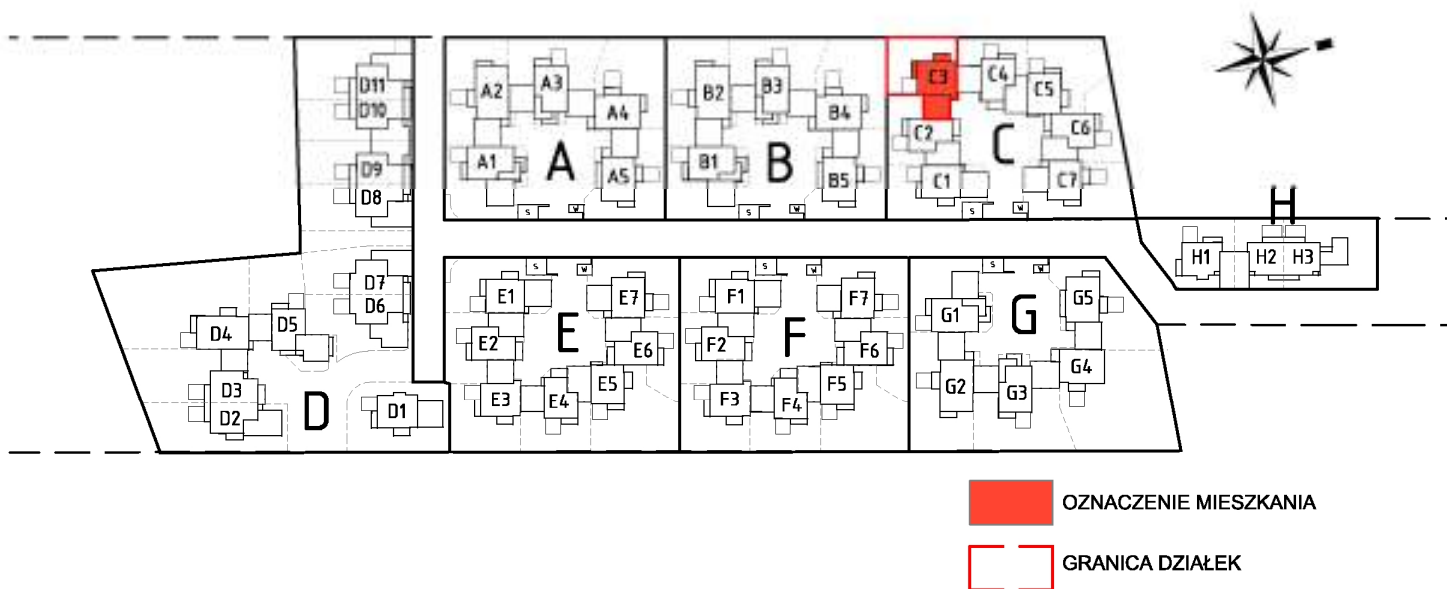 D11
D10
D9
D8
D7
D6
D5
D4
D3
D2
D1
D
A1
A2
A3
A4
A5
A
S
W
B1
B2
B3
B4
B5
B
S
W
C1
C2
C3
C4
C5
C6
C7
C
S
W
H
H1
H2
H3
E1
E2
E3
E4
E5
E6
E7
E
S
W
F1
F2
F3
F4
F5
F6
F7
F
S
W
G1
G2
G3
G4
G5
G
S
W
OZNACZENIE MIESZKANIA
GRANICA DZIAŁEK